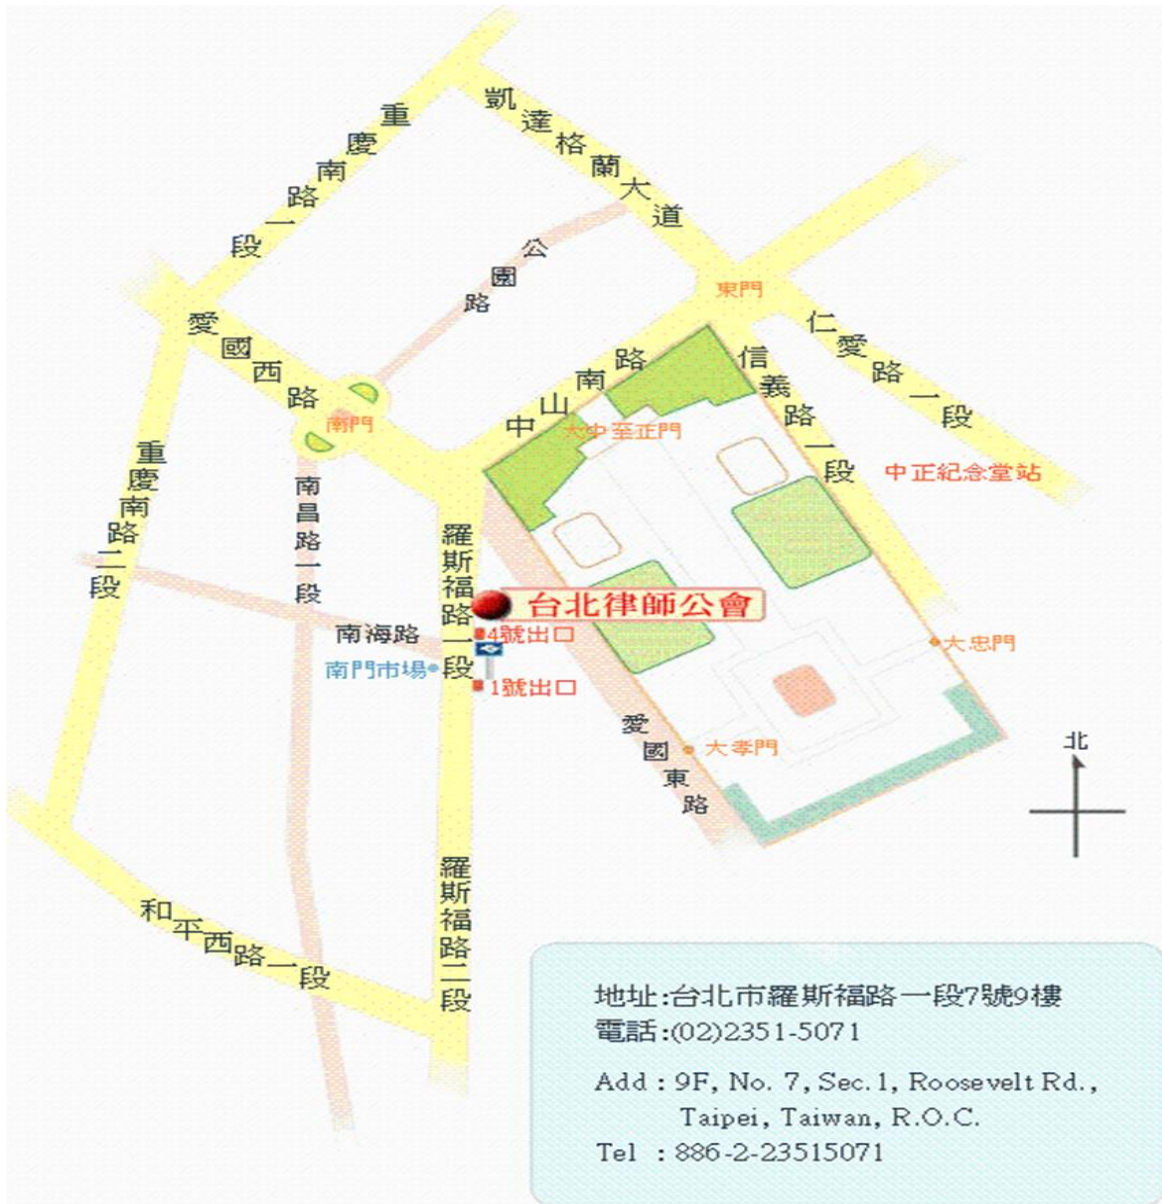 凱達格蘭大道
重慶南路一段
公園路
東門
仁愛路一段
愛國西路
中山南路
信義路一段
南門
大中至正門
重慶南路二段
中正紀念堂站
南昌路一段
羅斯福路一段
台北律師公會
南海路
4號出口
大忠門
南門市場
1號出口
愛國東路
大孝門
北
羅斯福路二段
和平西路一段
地址:台北市羅斯福路一段7號9樓
電話:(02)2351-5071
Add : 9F, No. 7, Sec.1, Roosevelt Rd.,
Taipei, Taiwan, R.O.C.
Tel : 886-2-23515071